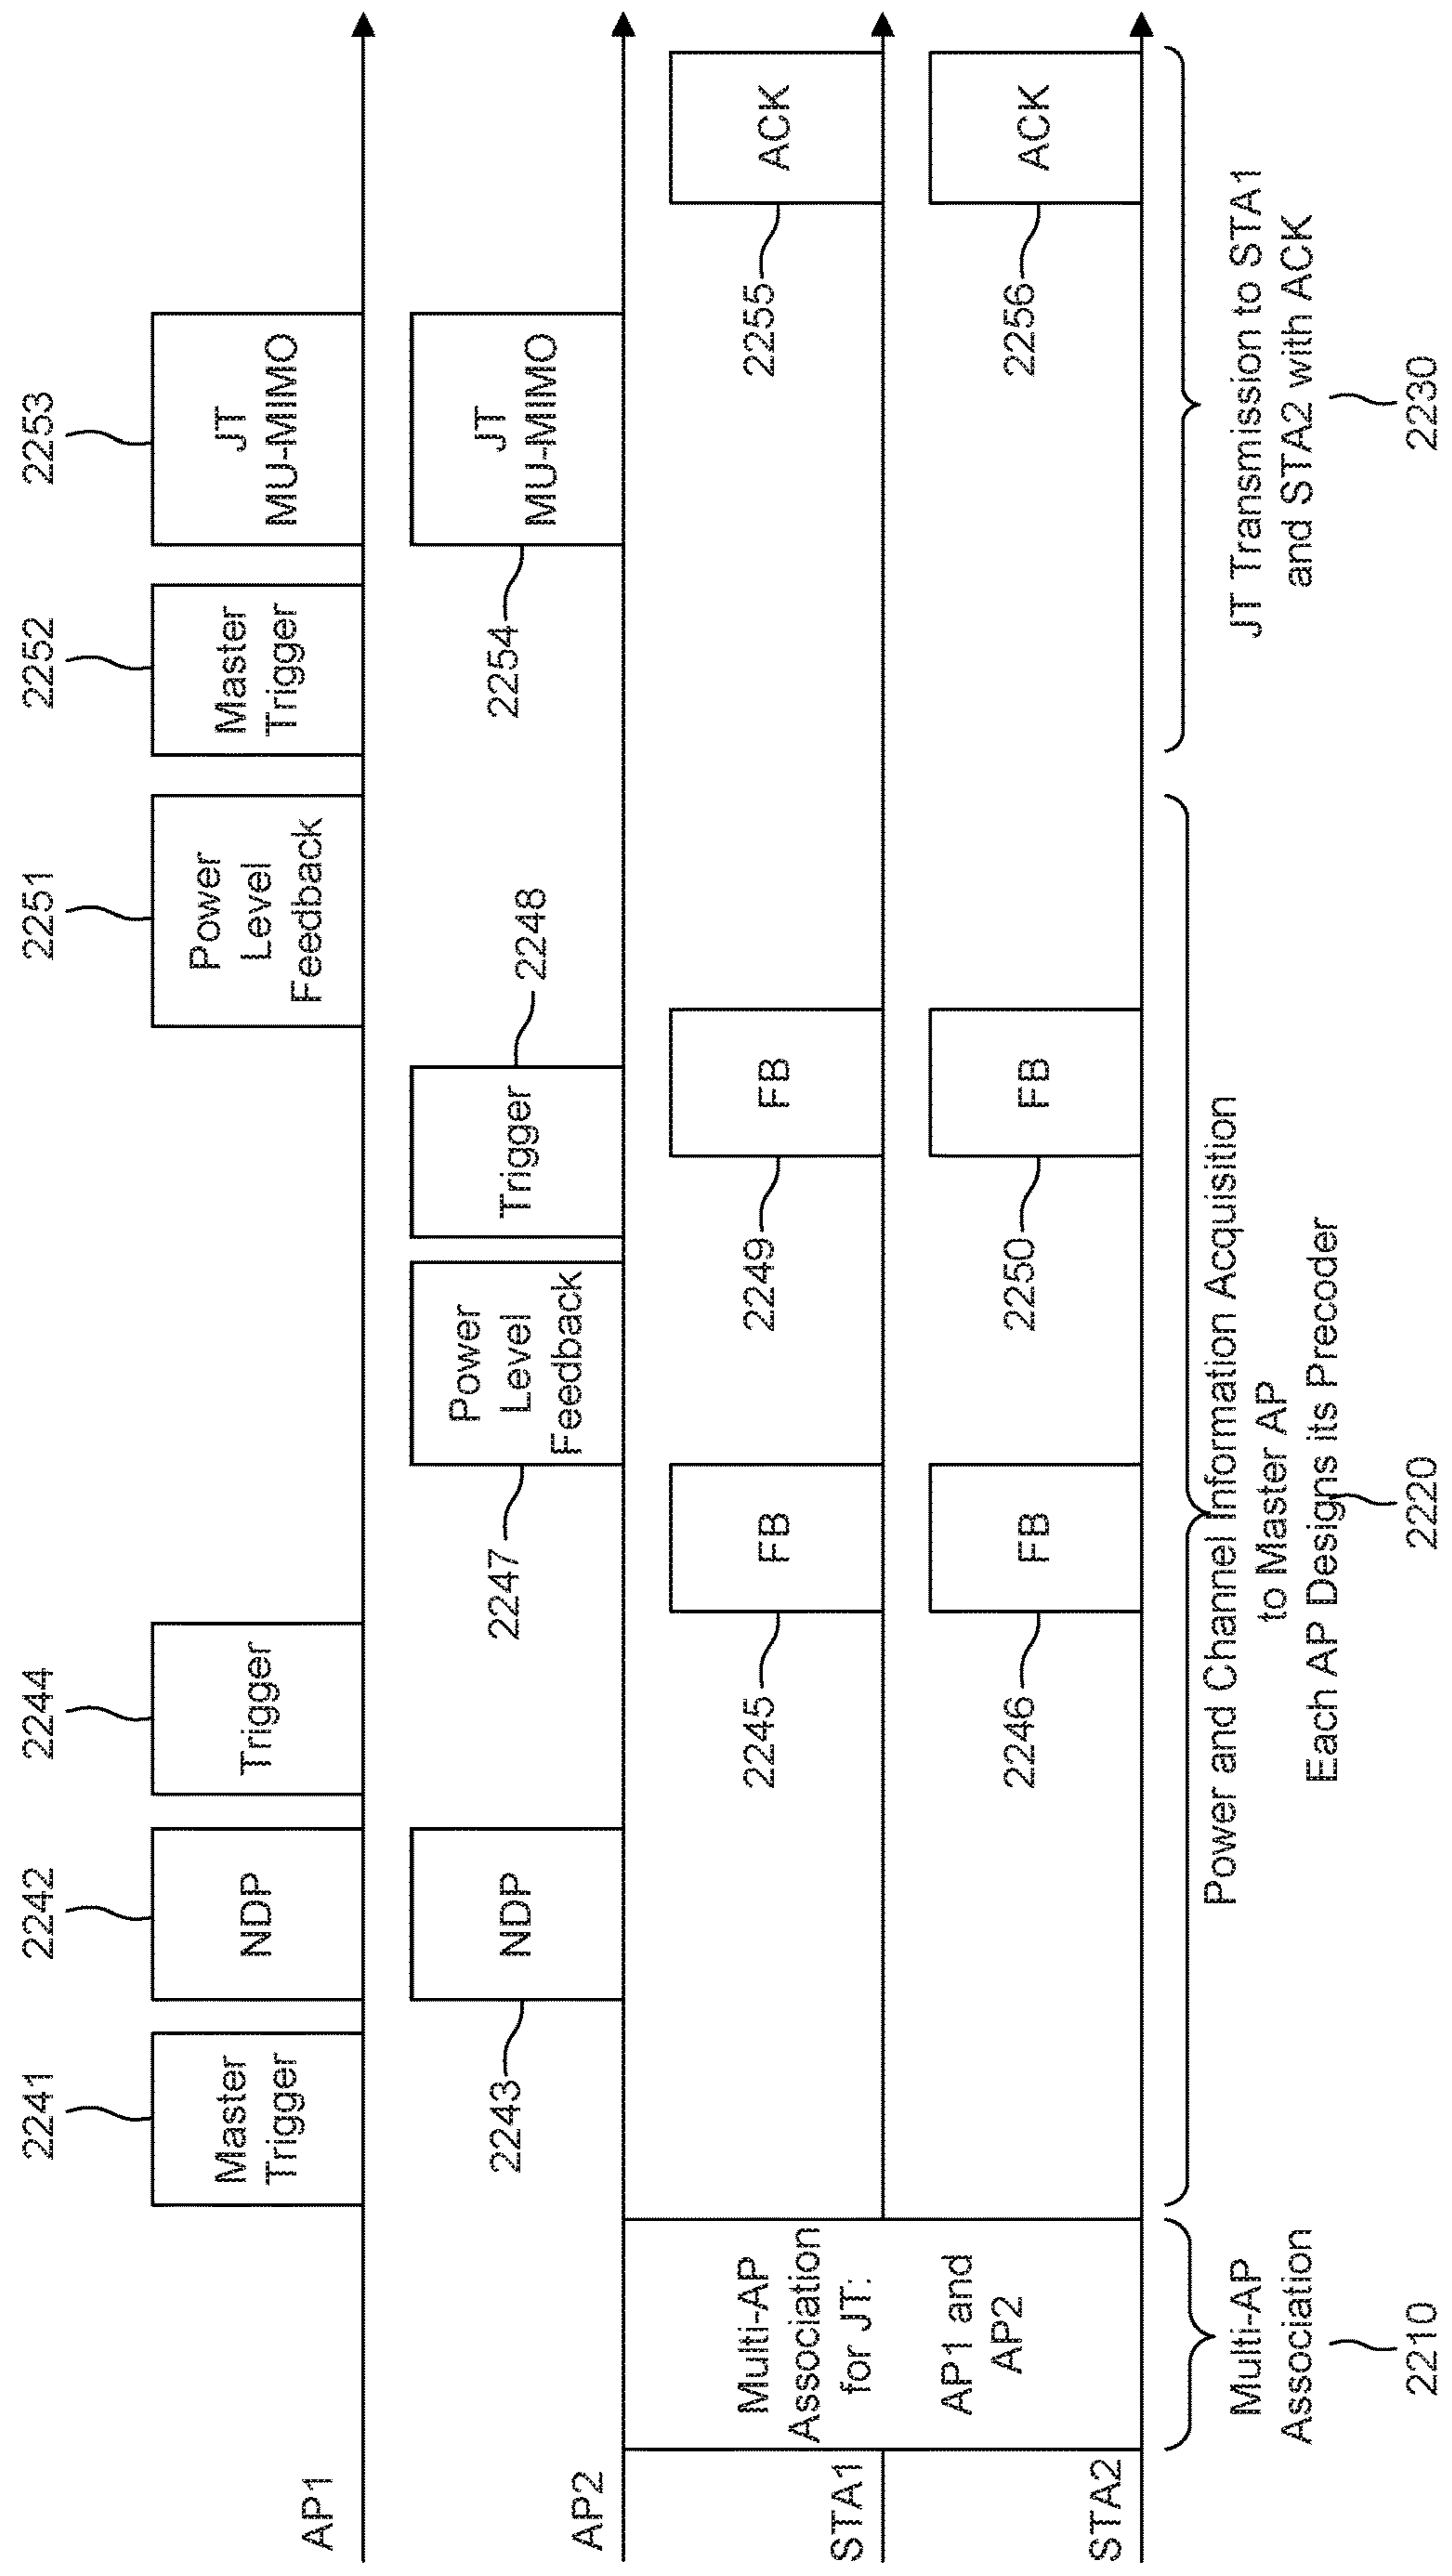 2241
2242
2244
2251
2252
2253
AP1
Master
Trigger
NDP
Trigger
Power
Level
Feedback
Master
Trigger
JT
MU-MIMO
AP2
2243
NDP
2247
Power
Level
Feedback
Trigger
2248
2254
JT
MU-MIMO
STA1
Multi-AP
Association
for JT:
AP1 and
AP2
2245
FB
2249
FB
2255
ACK
STA2
2246
FB
2250
FB
2256
ACK
Multi-AP
Association
2210
Power and Channel Information Acquisition
to Master AP
Each AP Designs its Precoder
2220
JT Transmission to STA1
and STA2 with ACK
2230